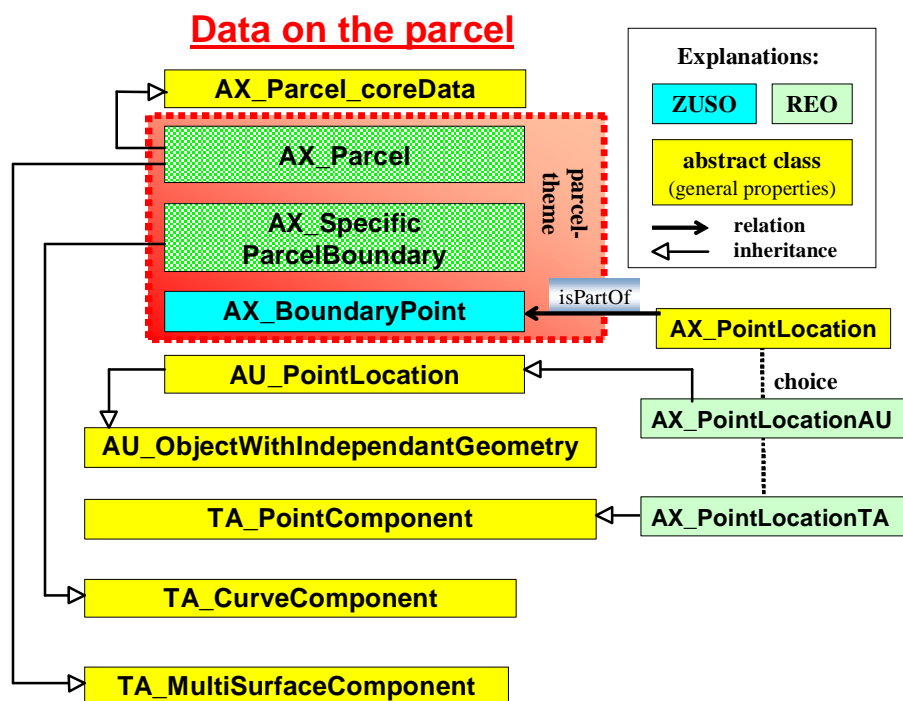 Data on the parcel
Explanations:
ZUSO
REO
abstract class
(general properties)
relation
inheritance
AX_Parcel_coreData
AX_Parcel
parcel-
theme
AX_Specific
ParcelBoundary
isPartOf
AX_BoundaryPoint
AX_PointLocation
AU_PointLocation
choice
AX_PointLocationAU
AU_ObjectWithIndependantGeometry
TA_PointComponent
AX_PointLocationTA
TA_CurveComponent
TA_MultiSurfaceComponent